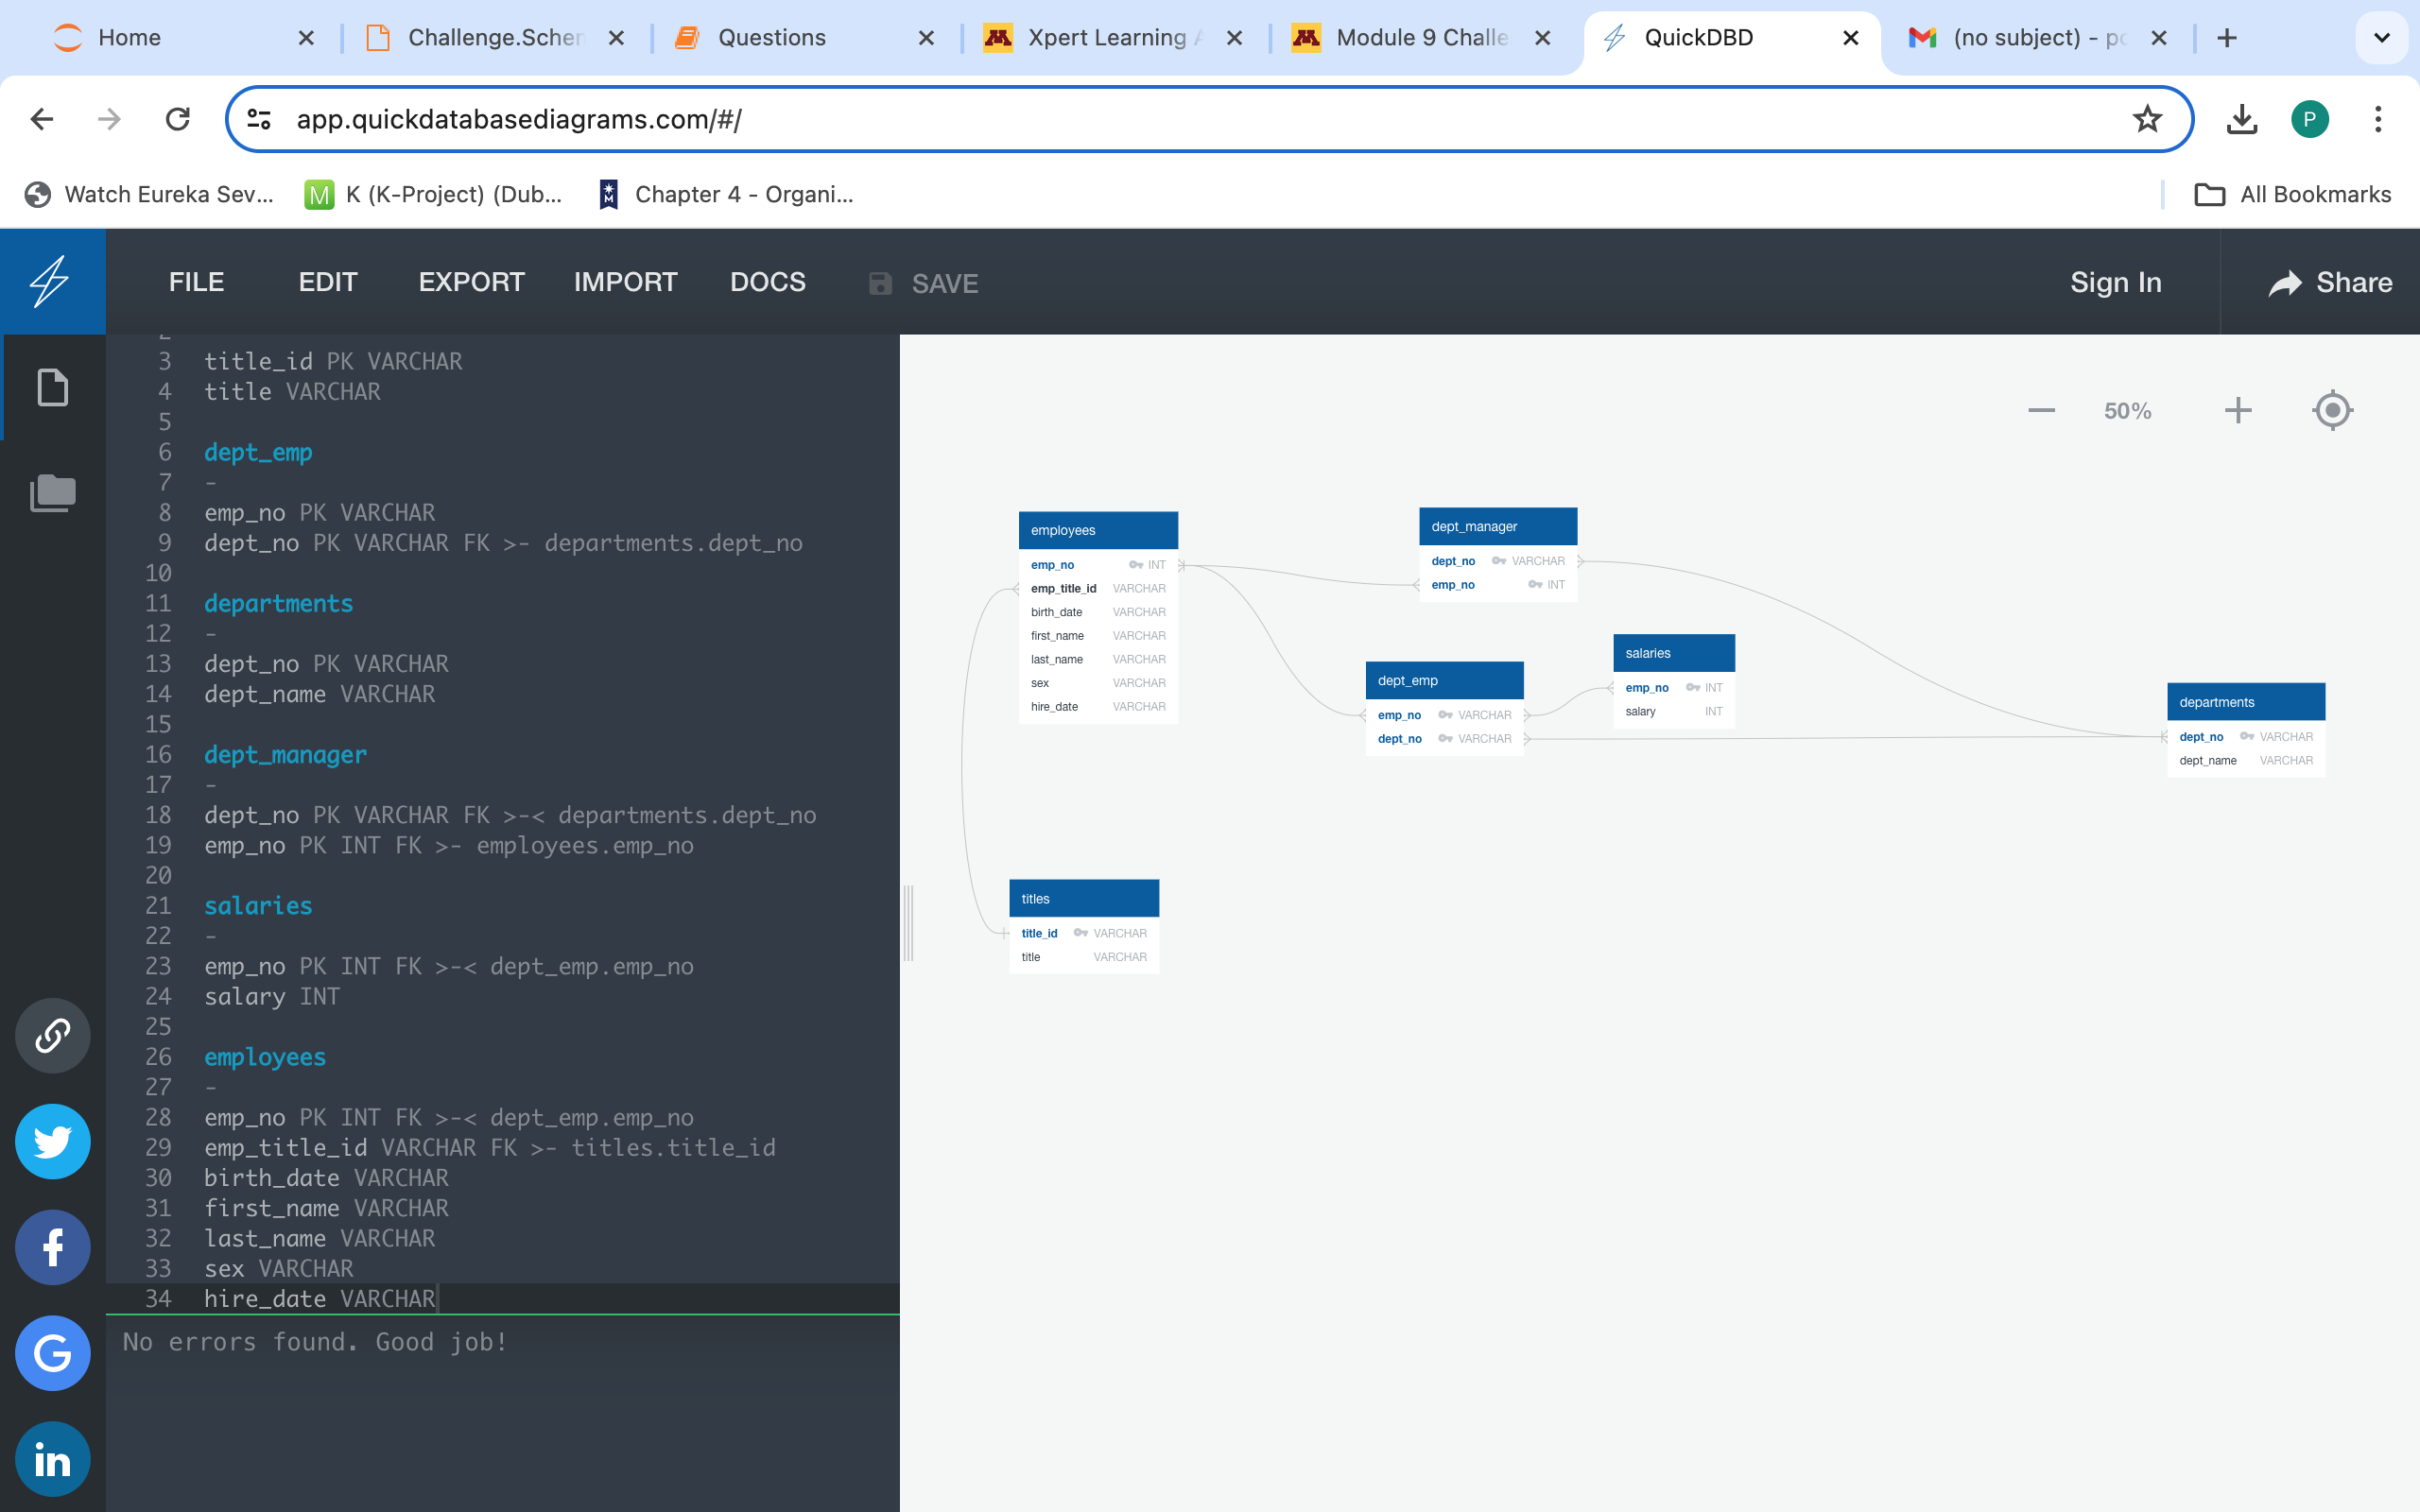 Home
Challenge.Schen
Questions
Xpert Learning A
Module 9 Challe
QuickDBD
(no subject) - po
app.quickdatabasediagrams.com/#/
P
Watch Eureka Sev...
M
K (K-Project) (Dub...
Chapter 4 - Organi...
All Bookmarks
FILE
EDIT
EXPORT
IMPORT
DOCS
SAVE
Sign In
Share
3 title_id PK VARCHAR
4 title VARCHAR
5
6 dept_emp
7 -
8 emp_no PK VARCHAR
9 dept_no PK VARCHAR FK >- departments.dept_no
10
11 departments
12 -
13 dept_no PK VARCHAR
14 dept_name VARCHAR
15
16 dept_manager
17 -
18 dept_no PK VARCHAR FK >-< departments.dept_no
19 emp_no PK INT FK >- employees.emp_no
20
21 salaries
22 -
23 emp_no PK INT FK >-< dept_emp.emp_no
24 salary INT
25
26 employees
27 -
28 emp_no PK INT FK >-< dept_emp.emp_no
29 emp_title_id VARCHAR FK >- titles.title_id
30 birth_date VARCHAR
31 first_name VARCHAR
32 last_name VARCHAR
33 sex VARCHAR
34 hire_date VARCHAR
No errors found. Good job!
50%
employees
emp_no INT
emp_title_id VARCHAR
birth_date VARCHAR
first_name VARCHAR
last_name VARCHAR
sex VARCHAR
hire_date VARCHAR
dept_manager
dept_no VARCHAR
emp_no INT
salaries
emp_no INT
salary INT
dept_emp
emp_no VARCHAR
dept_no VARCHAR
departments
dept_no VARCHAR
dept_name VARCHAR
titles
title_id VARCHAR
title VARCHAR